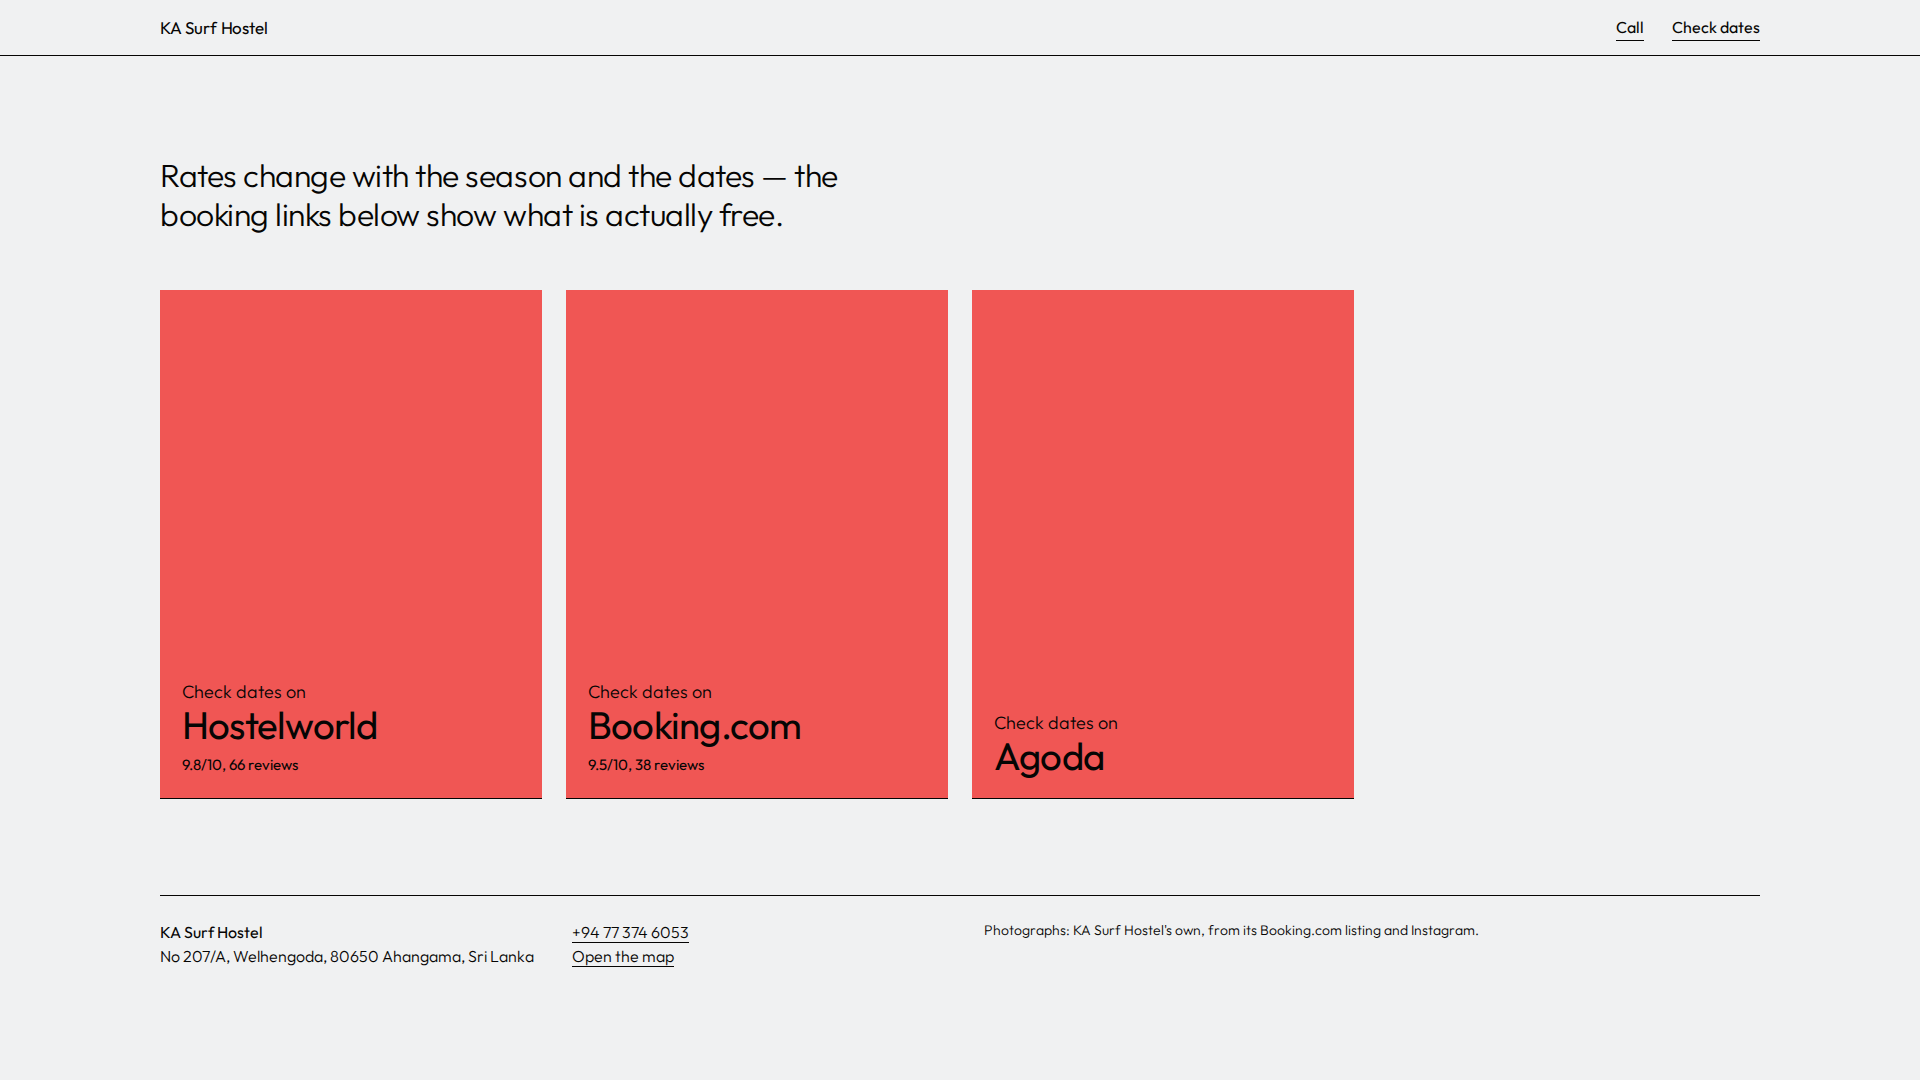 KA Surf Hostel
Call
Check dates
Rates change with the season and the dates — the
booking links below show what is actually free.
Check dates on
Hostelworld
9.8/10, 66 reviews
Check dates on
Booking.com
9.5/10, 38 reviews
Check dates on
Agoda
KA Surf Hostel
No 207/A, Welhengoda, 80650 Ahangama, Sri Lanka
+94 77 374 6053
Open the map
Photographs: KA Surf Hostel's own, from its Booking.com listing and Instagram.